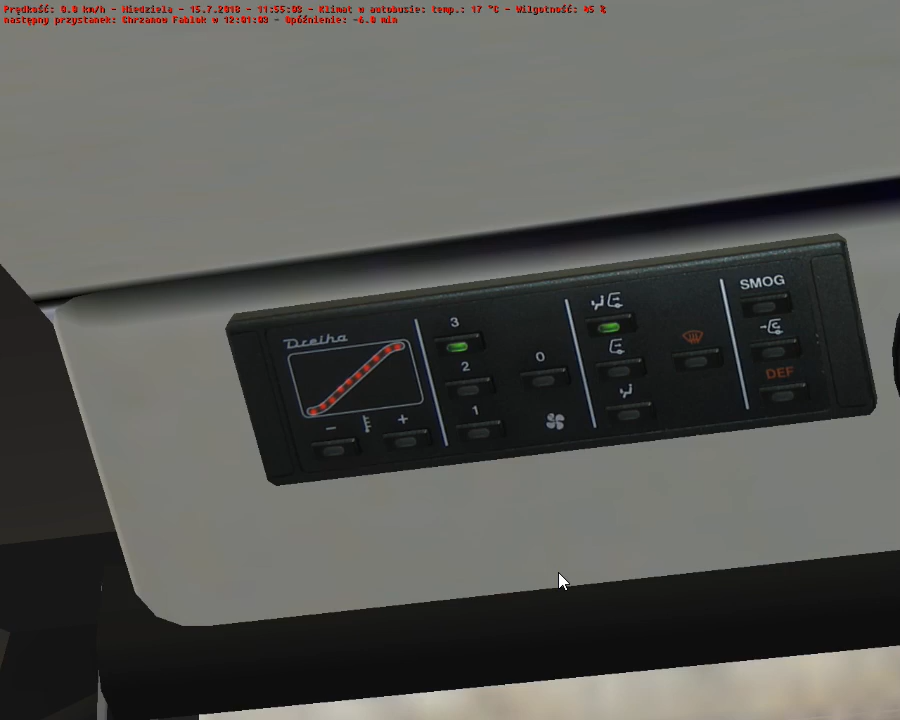 Prędkość: 0.0 km/h - Niedziela - 15.7.2018 - 11:55:03 - Klimat w autobusie: temp.: 17 °C - Wilgotność: 45 %
następny przystanek: Chrzanów Fablok w 12:01:03 - Opóźnienie: -6.0 min
Dreiha
- +
3
2
1
0
SMOG
DEF